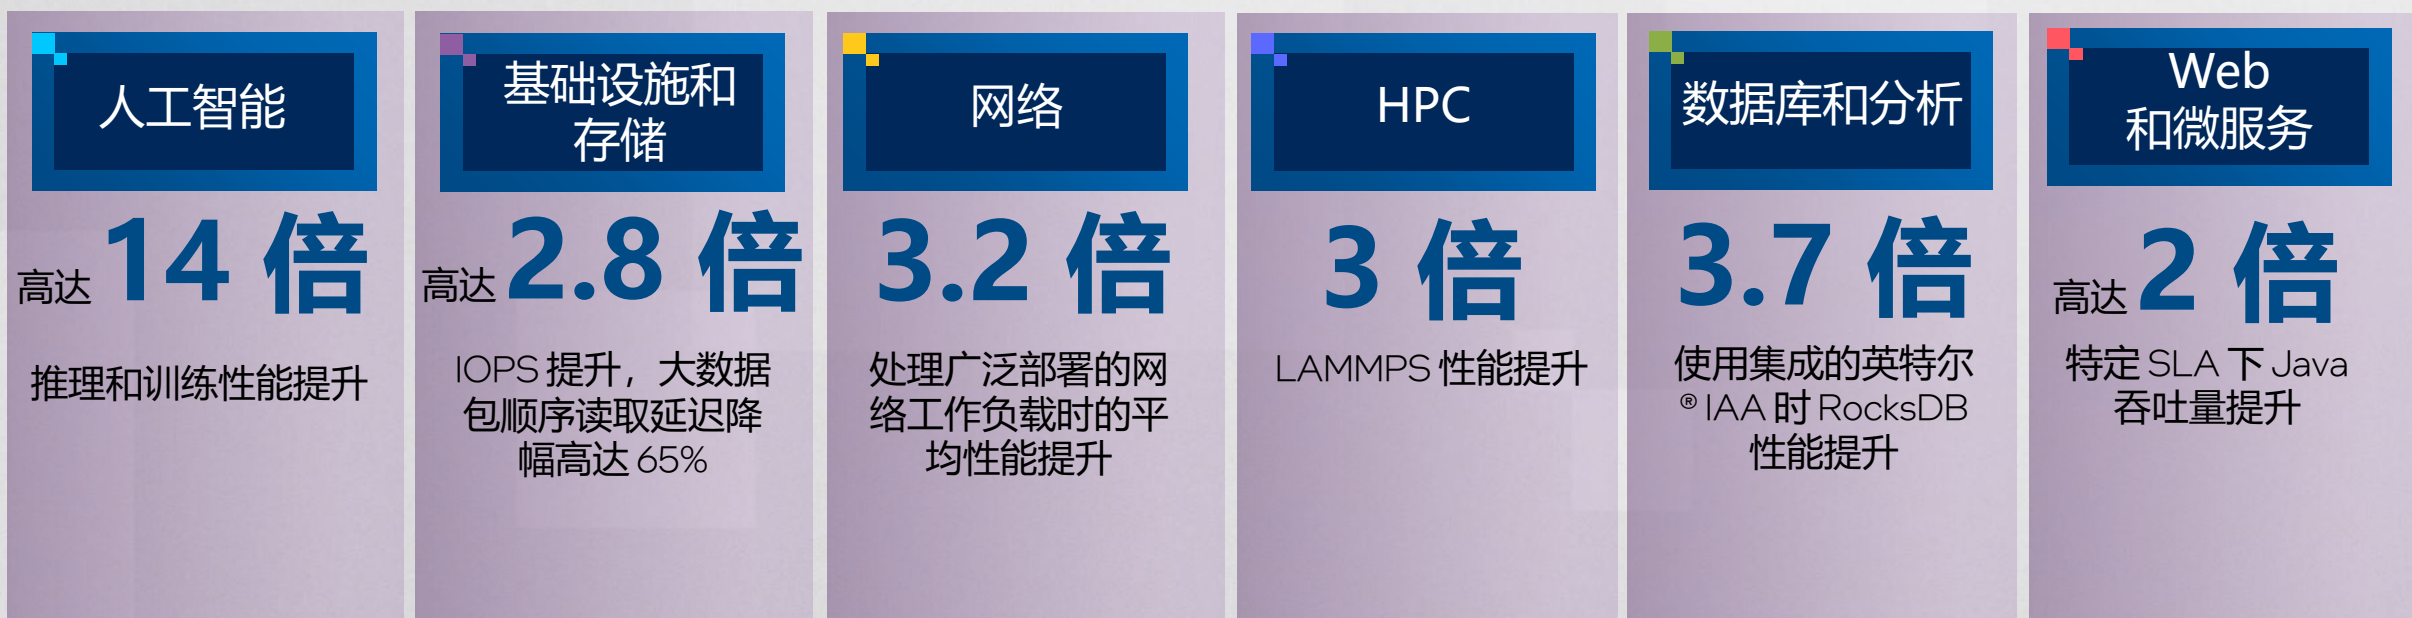 人工智能
高达 14 倍
推理和训练性能提升
基础设施和
存储
高达 2.8 倍
IOPS 提升，大数据
包顺序读取延迟降
幅高达 65%
网络
3.2 倍
处理广泛部署的网
络工作负载时的平
均性能提升
HPC
3 倍
LAMMPS 性能提升
数据库和分析
3.7 倍
使用集成的英特尔
® IAA 时 RocksDB
性能提升
Web
和微服务
高达 2 倍
特定 SLA 下 Java
吞吐量提升